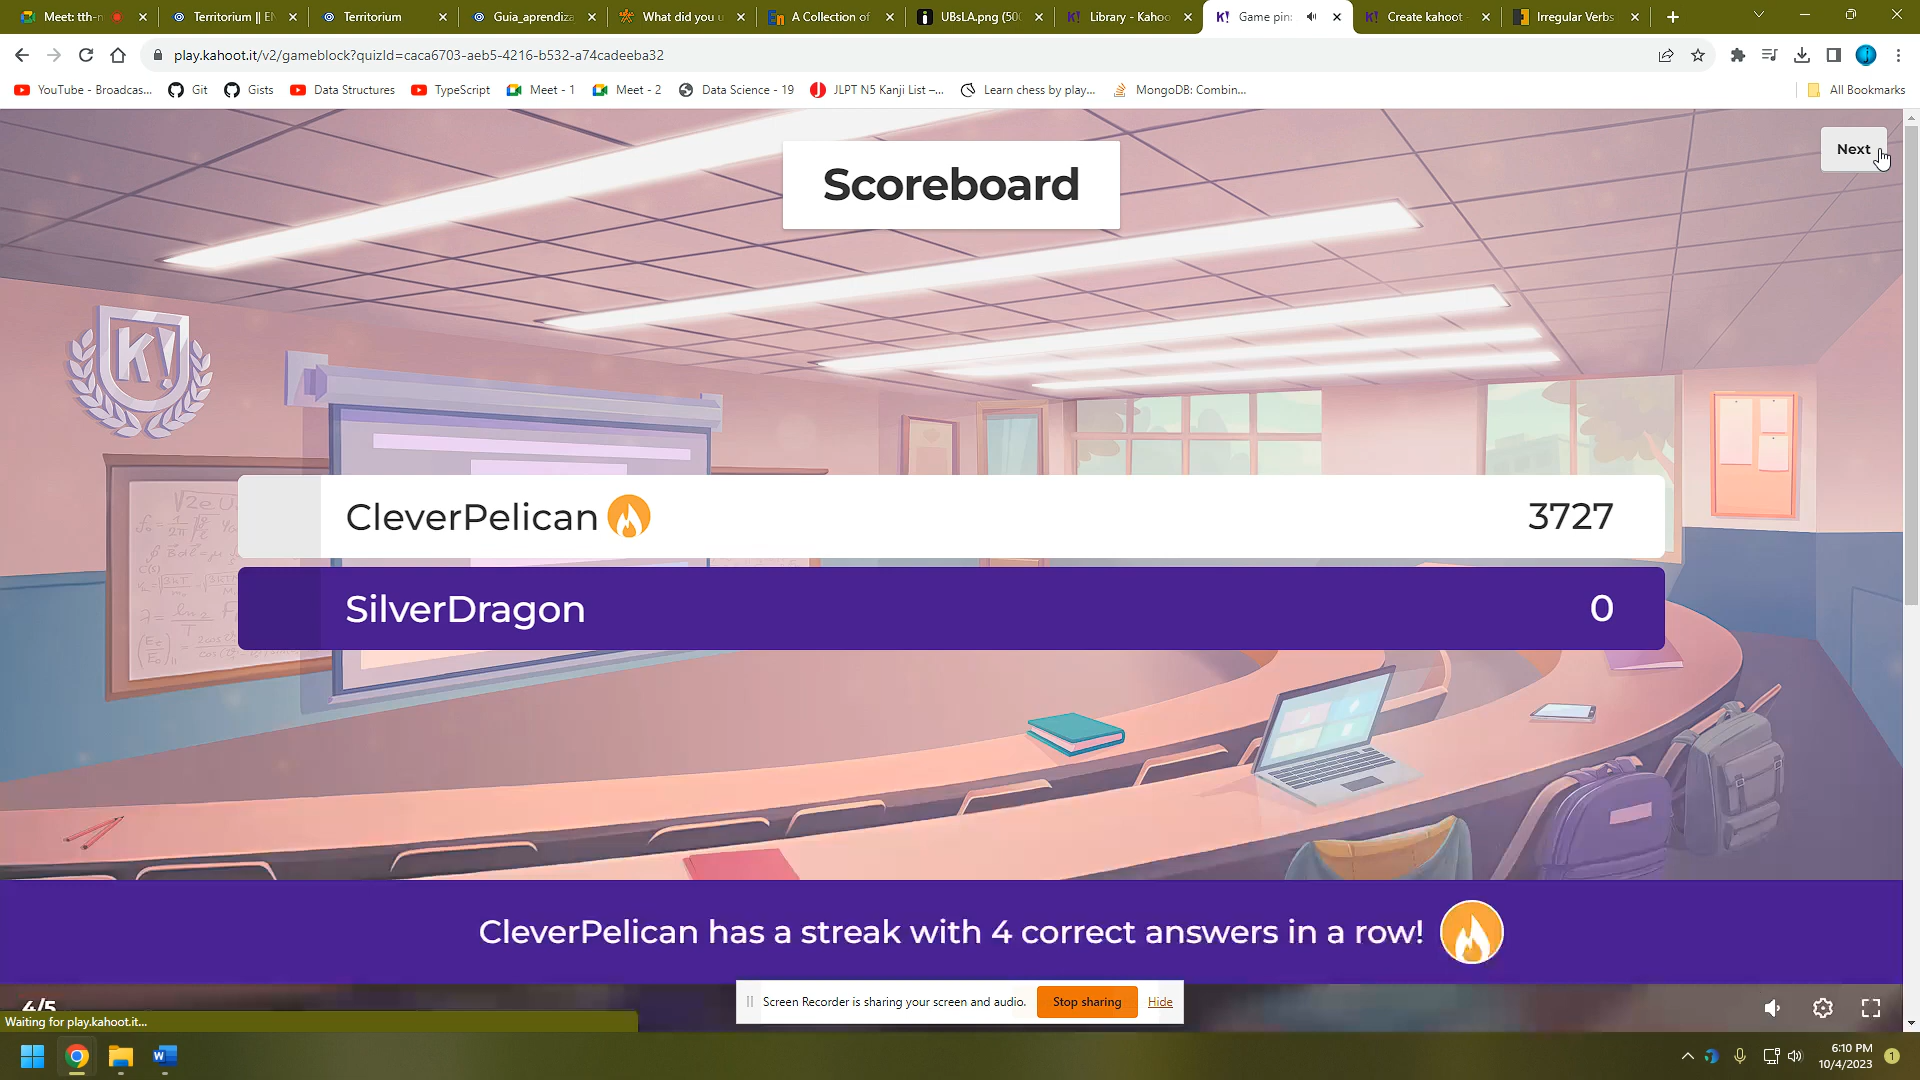 Meet: tth-n
Territorium || EN
Territorium
Guia_aprendiza
What did you u
A Collection of
UBsLA.png (500
Library - Kahoo
Game pin:
Create kahoot -
Irregular Verbs
play.kahoot.it/v2/gameblock?quizId=caca6703-aeb5-4216-b532-a74cadeeba32
YouTube - Broadcas...
Git
Gists
Data Structures
TypeScript
Meet - 1
Meet - 2
Data Science - 19
JLPT N5 Kanji List –...
Learn chess by play...
MongoDB: Combin...
All Bookmarks
Next
Scoreboard
K!
CleverPelican
3727
SilverDragon
0
CleverPelican has a streak with 4 correct answers in a row!
4/5
Waiting for play.kahoot.it...
Screen Recorder is sharing your screen and audio.
Stop sharing
Hide
6:10 PM
10/4/2023
1